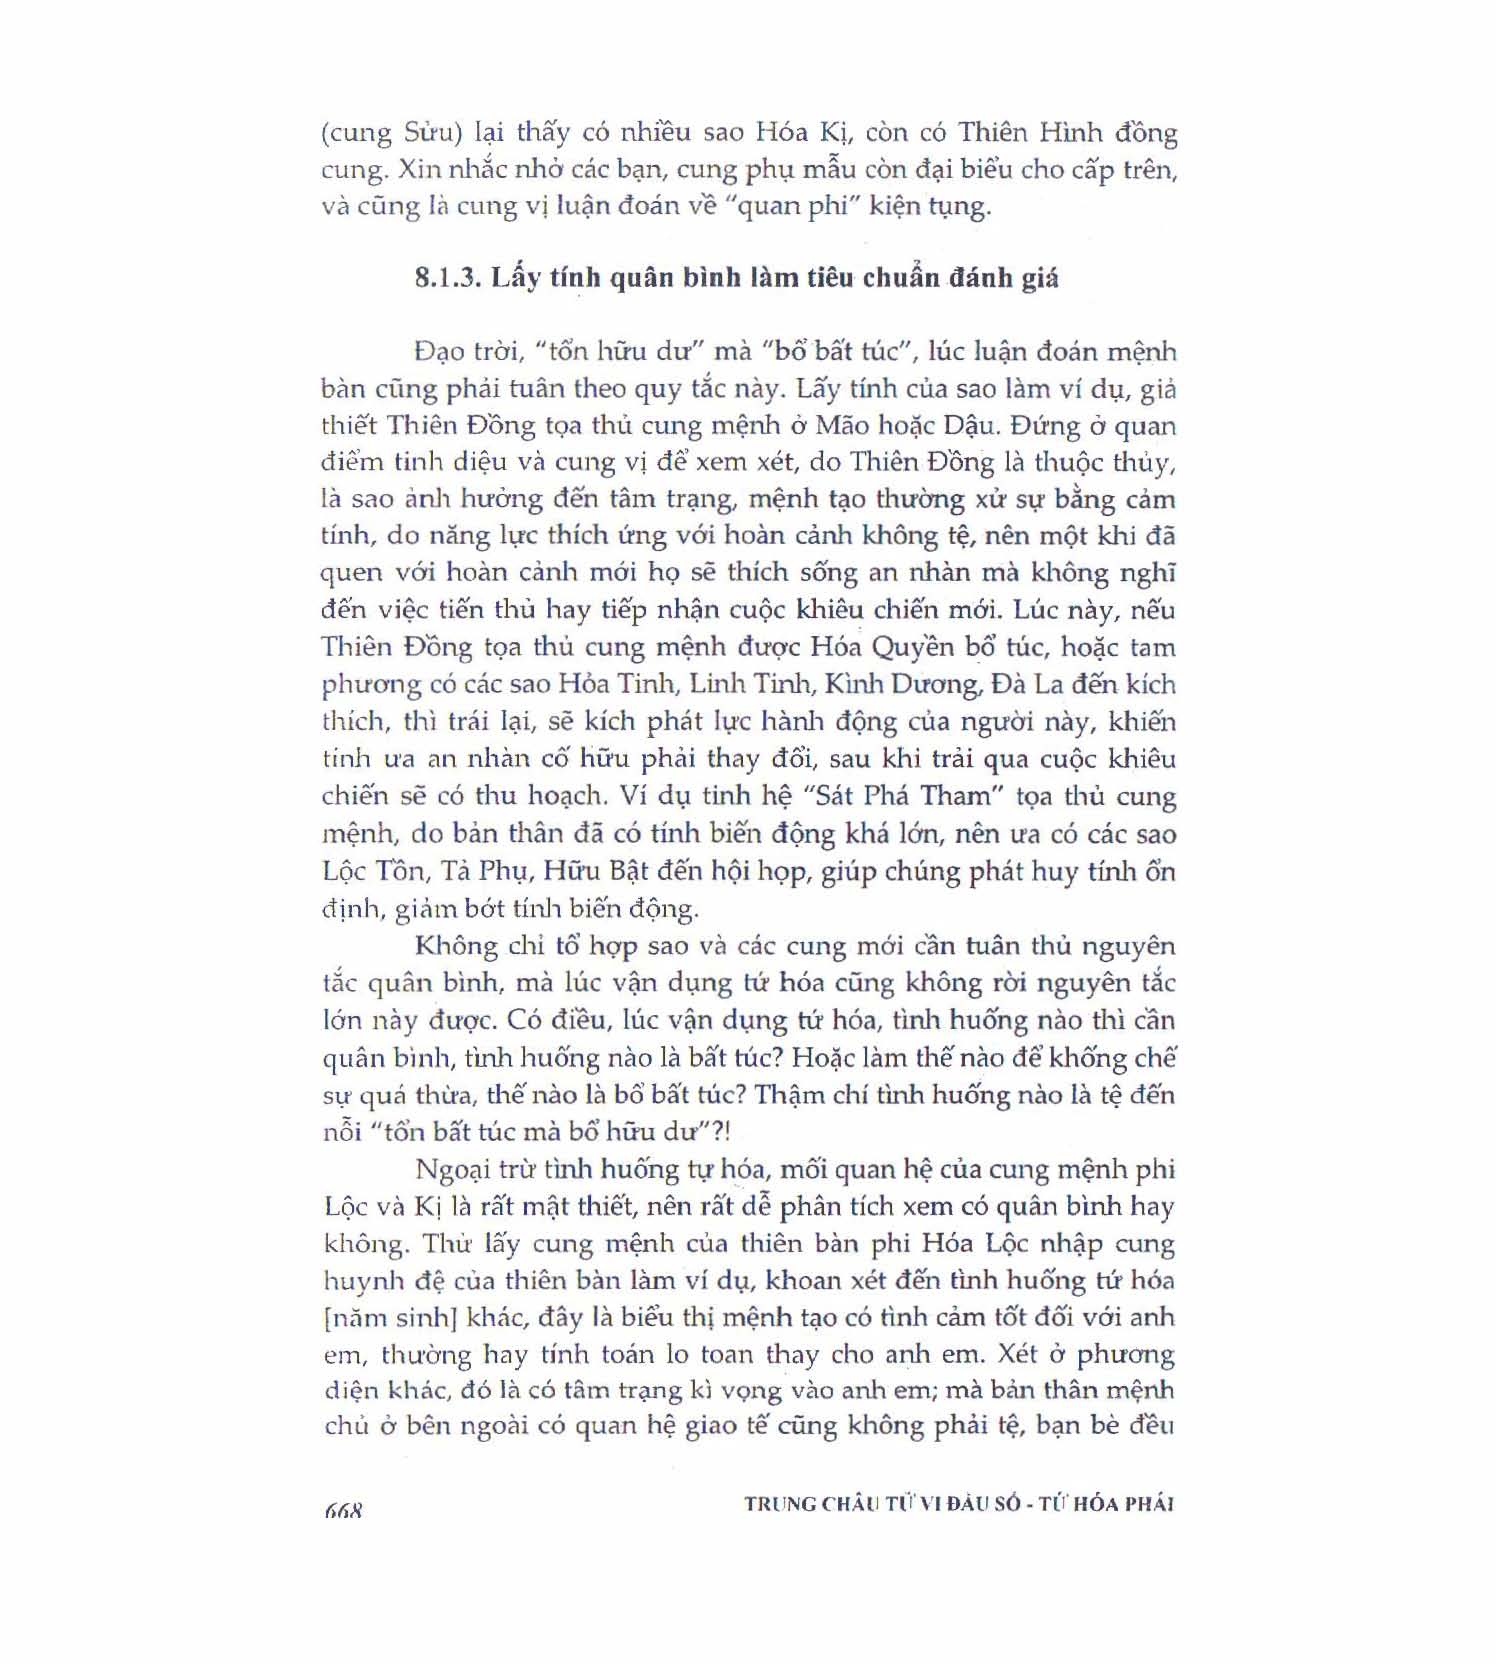 (cung Sửu) lại thấy có nhiều sao Hóa Kị, còn có Thiên Hình đồng
cung. Xin nhắc nhở các bạn, cung phụ mẫu còn đại biểu cho cấp trên,
và cũng là cung vị luận đoán về "quan phi" kiện tụng.
8.1.3. Lấy tính quân bình làm tiêu chuẩn đánh giá
Đạo trời, "tổn hữu dư" mà "bổ bất túc", lúc luận đoán mệnh
bàn cũng phải tuân theo quy tắc này. Lấy tính của sao làm ví dụ, giả
thiết Thiên Đồng tọa thủ cung mệnh ở Mão hoặc Dậu. Đứng ở quan
điểm tinh diệu và cung vị để xem xét, do Thiên Đồng là thuộc thủy,
là sao ảnh hưởng đến tâm trạng, mệnh tạo thường xử sự bằng cảm
tính, do năng lực thích ứng với hoàn cảnh không tệ, nên một khi đã
quen với hoàn cảnh mới họ sẽ thích sống an nhàn mà không nghĩ
đến việc tiến thủ hay tiếp nhận cuộc khiêu chiến mới. Lúc này, nếu
Thiên Đồng tọa thủ cung mệnh được Hóa Quyền bổ túc, hoặc tam
phương có các sao Hỏa Tinh, Linh Tinh, Kình Dương, Đà La đến kích
thích, thì trái lại, sẽ kích phát lực hành động của người này, khiến
tính ưa an nhàn cố hữu phải thay đổi, sau khi trải qua cuộc khiêu
chiến sẽ có thu hoạch. Ví dụ tinh hệ "Sát Phá Tham" tọa thủ cung
mệnh, do bản thân đã có tính biến động khá lớn, nên ưa có các sao
Lộc Tồn, Tả Phụ, Hữu Bật đến hội họp, giúp chúng phát huy tính ổn
định, giảm bớt tính biến động.
Không chỉ tổ hợp sao và các cung mới cần tuân thủ nguyên
tắc quân bình, mà lúc vận dụng tứ hóa cũng không rời nguyên tắc
lớn này được. Có điều, lúc vận dụng tứ hóa, tình huống nào thì cần
quân bình, tình huống nào là bất túc? Hoặc làm thế nào để khống chế
sự quá thừa, thế nào là bổ bất túc? Thậm chí tình huống nào là tệ đến
nỗi "tổn bất túc mà bổ hữu dư"?!
Ngoại trừ tình huống tự hóa, mối quan hệ của cung mệnh phi
Lộc và Kị là rất mật thiết, nên rất dễ phân tích xem có quân bình hay
không. Thử lấy cung mệnh của thiên bàn phi Hóa Lộc nhập cung
huynh đệ của thiên bàn làm ví dụ, khoan xét đến tình huống tứ hóa
[năm sinh] khác, đây là biểu thị mệnh tạo có tình cảm tốt đối với anh
em, thường hay tính toán lo toan thay cho anh em. Xét ở phương
diện khác, đó là có tâm trạng kì vọng vào anh em; mà bản thân mệnh
chủ ở bên ngoài có quan hệ giao tế cũng không phải tệ, bạn bè đều
668
TRUNG CHÂU TỬ VI ĐẨU SỐ - TỨ HÓA PHÁI